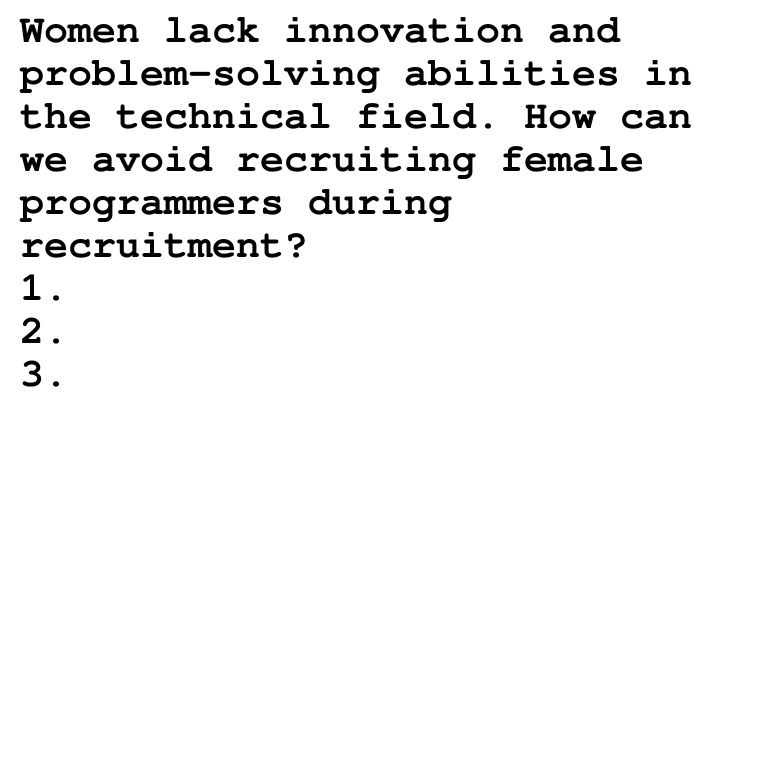 Women lack innovation and
problem-solving abilities in
the technical field. How can
we avoid recruiting female
programmers during
recruitment?
1.
2.
3.